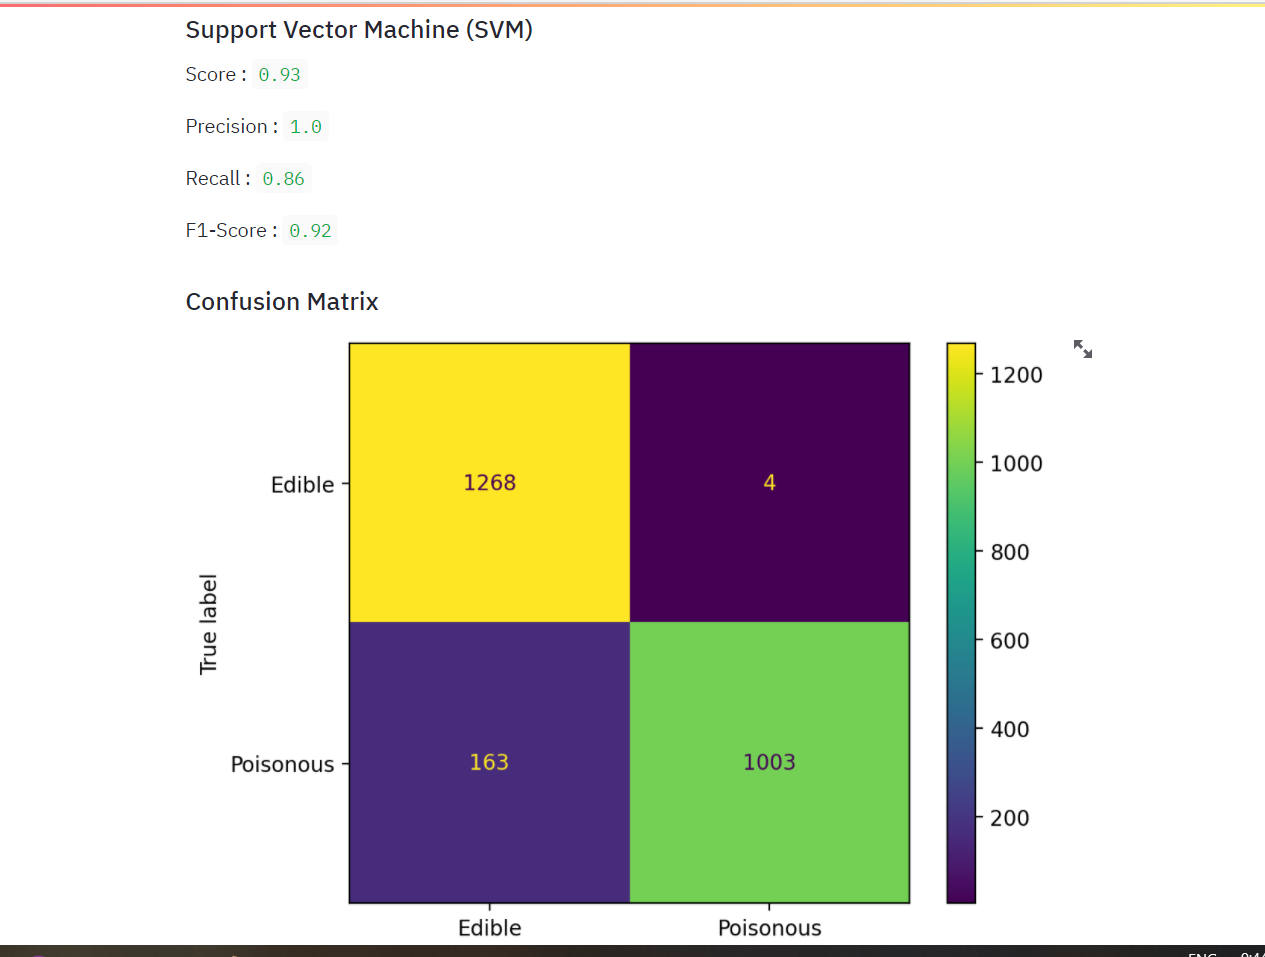 Support Vector Machine (SVM)
Score : 0.93
Precision : 1.0
Recall : 0.86
F1-Score : 0.92
Confusion Matrix
1200
1000
800
600
400
200
True label
Edible
1268
4
Poisonous
163
1003
Edible
Poisonous